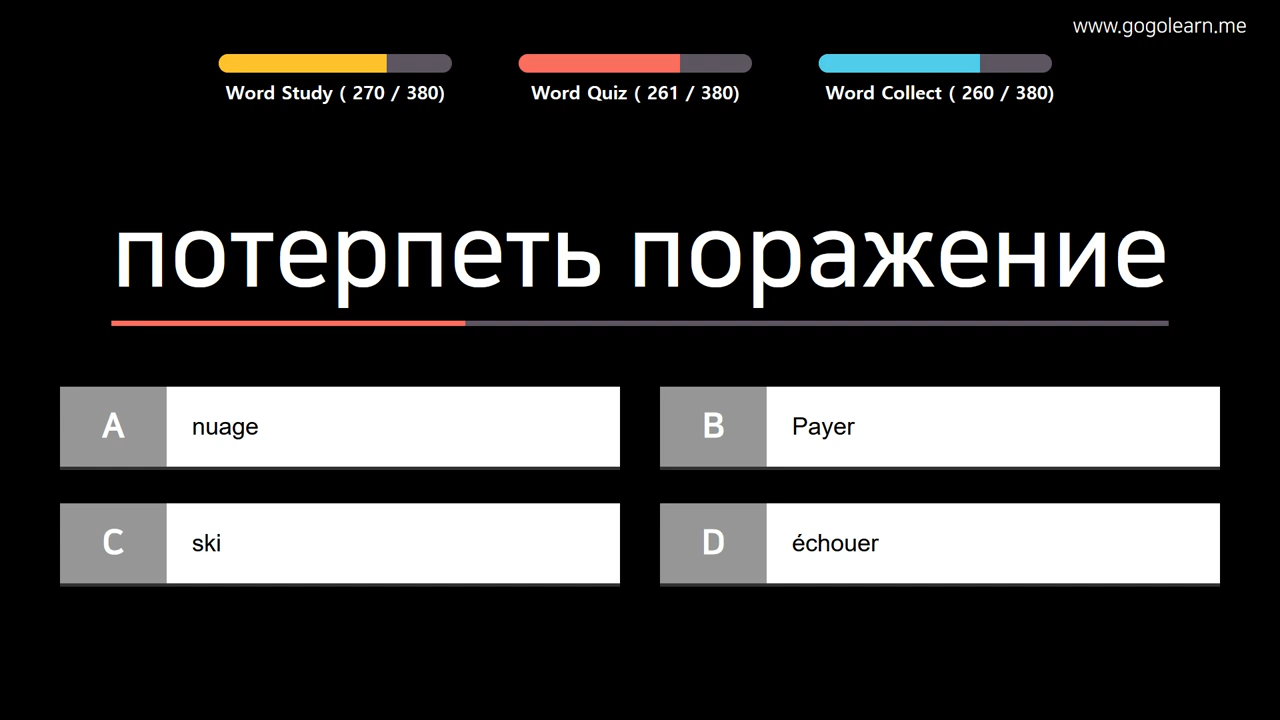 www.gogolearn.me
Word Study ( 270 / 380)
Word Quiz ( 261 / 380)
Word Collect ( 260 / 380)
потерпеть поражение
A nuage
B Payer
C ski
D échouer